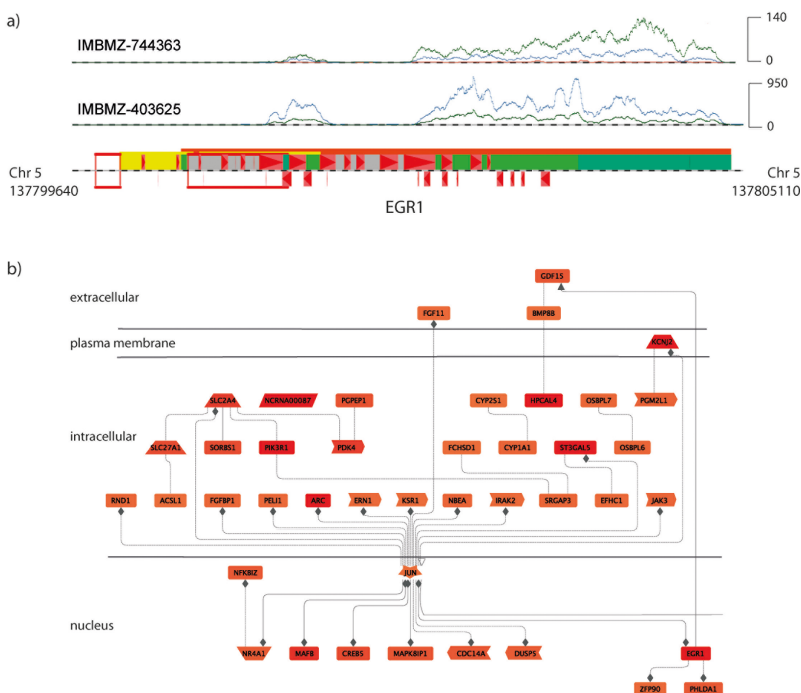 a)
IMBMZ-744363
140
0
IMBMZ-403625
950
0
Chr 5
137799640
Chr 5
137805110
EGR1
b)
GDF15
extracellular
FGF11
BMP8B
plasma membrane
KCNJ2
SLC2A4
NCRNA00087
PGPEP1
CYP2S1
HPCAL4
OSBPL7
PGM2L1
intracellular
SLC27A1
SORBS1
PIK3R1
PDK4
FCHSD1
CYP1A1
ST3GAL5
OSBPL6
RND1
ACSL1
FGFBP1
PELI1
ARC
ERN1
KSR1
NBEA
IRAK2
SRGAP3
EFHC1
JAK3
NFKBIZ
JUN
nucleus
NR4A1
MAFB
CREB5
MAPK8IP1
CDC14A
DUSP5
EGR1
ZFP90
PHLDA1